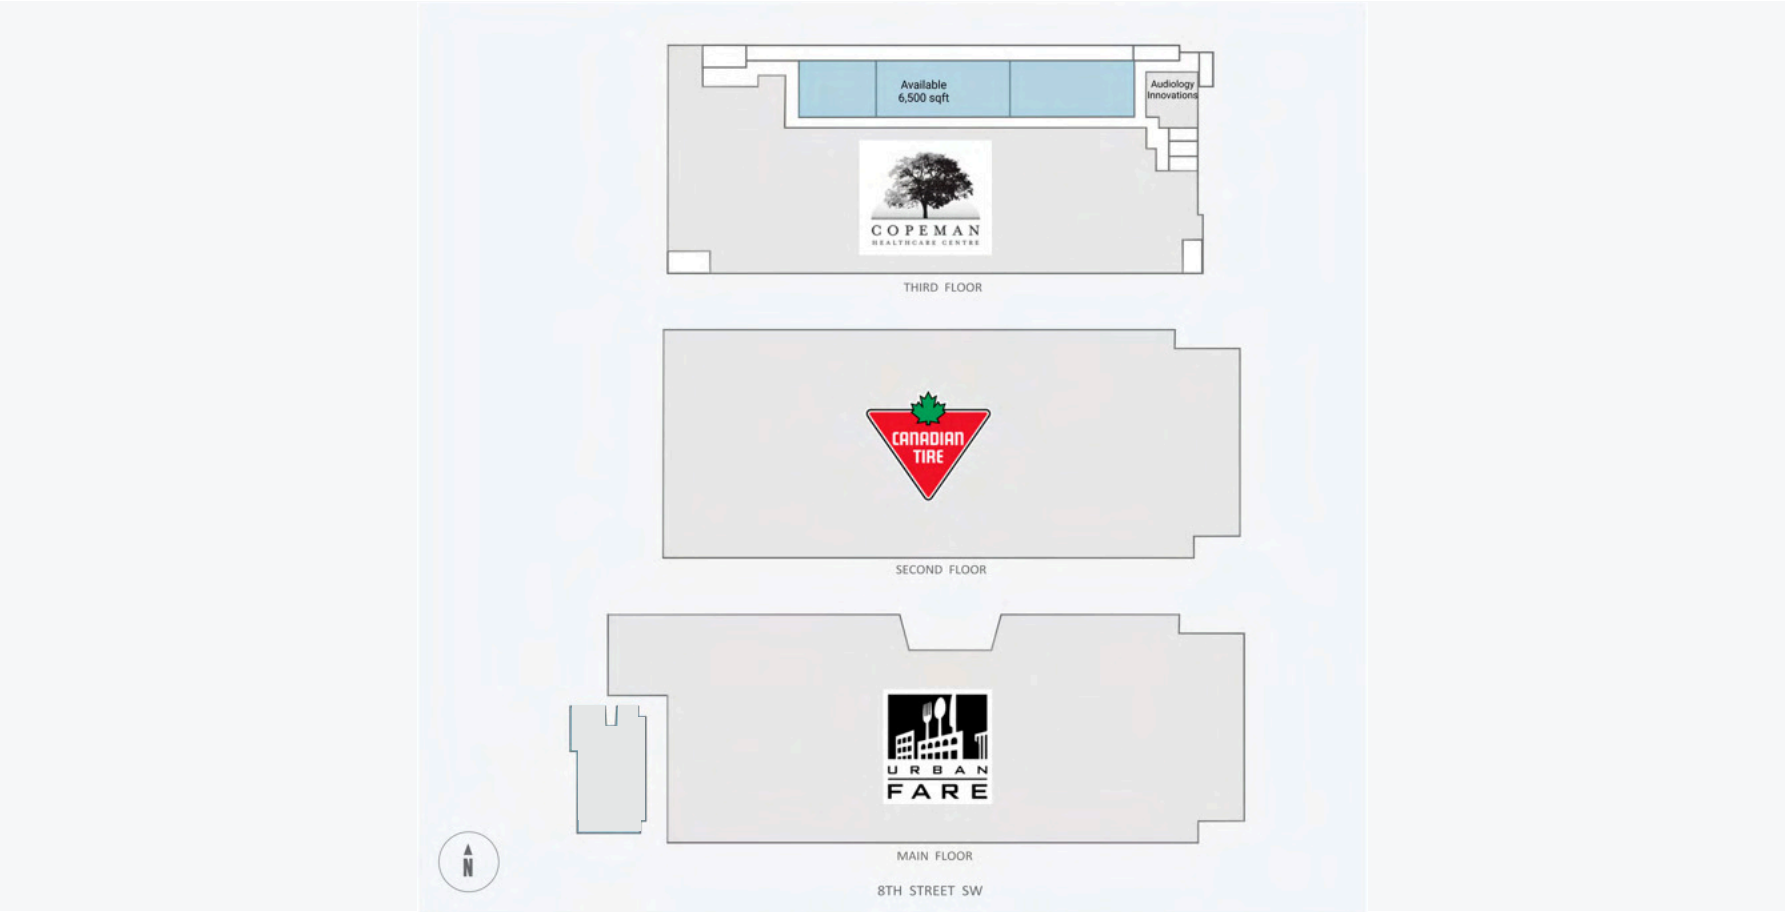 Available
6,500 sqft
Audiology
Innovations
COPEMAN
HEALTHCARE CENTRE
THIRD FLOOR
CANADIAN
TIRE
SECOND FLOOR
URBAN
FARE
N
MAIN FLOOR
8TH STREET SW